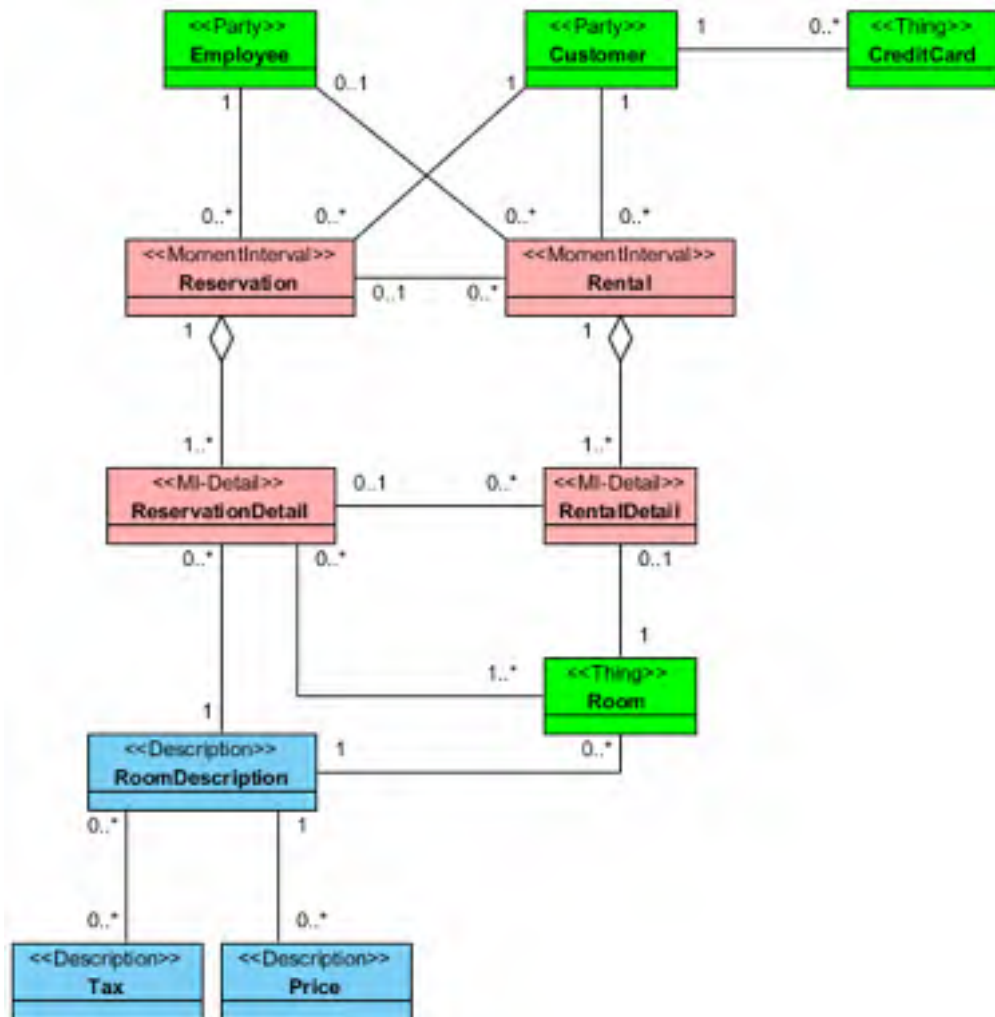 <<Party>>
Employee
<<Party>>
Customer
<<Thing>>
CreditCard
1
0..*
1
0..1
1
1
0..*
0..*
0..*
0..*
<<MomentInterval>>
Reservation
<<MomentInterval>>
Rental
0..1
0..*
1
1
1..*
1..*
<<MI-Detail>>
ReservationDetail
<<MI-Detail>>
RentalDetail
0..1
0..*
0..*
0..*
0..1
1
1..*
<<Thing>>
Room
1
1
0..*
<<Description>>
RoomDescription
0..*
1
0..*
0..*
<<Description>>
Tax
<<Description>>
Price